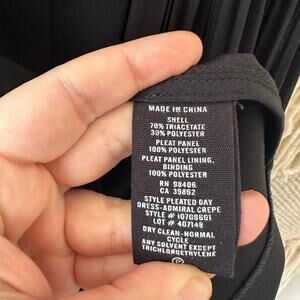 MADE IN CHINA
SHELL
70% TRIACETATE
30% POLYESTER
PLEAT PANEL
100% POLYESTER
PLEAT PANEL LINING,
BINDING
100% POLYESTER
RN 98406
CA 39862
STYLE PLEATED DAY
DRESS-ADMIRAL CREPE
STYLE # I0709601
LOT # 407148
DRY CLEAN-NORMAL
CYCLE
ANY SOLVENT EXCEPT
TRICHLOROETHYLENE
P